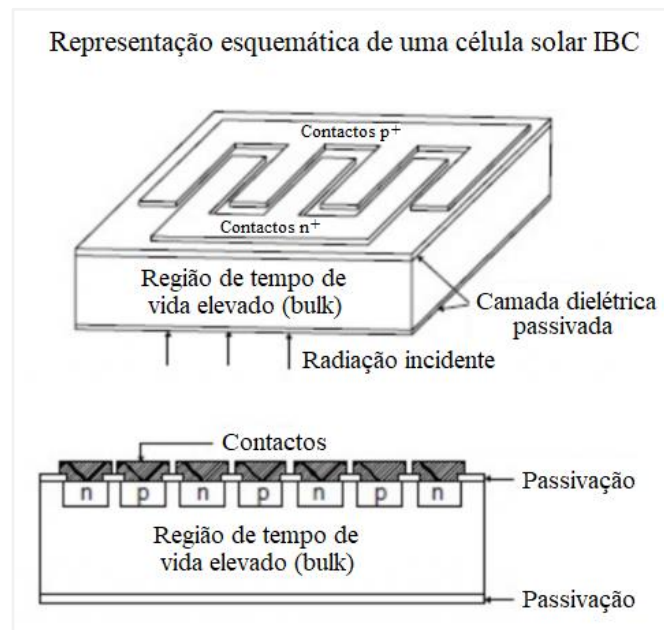 Representação esquemática de uma célula solar IBC
Contactos p+
Contactos n+
Região de tempo de
vida elevado (bulk)
Camada dielétrica
passivada
Radiação incidente
Contactos
n p n p n p n
Passivação
Região de tempo de
vida elevado (bulk)
Passivação